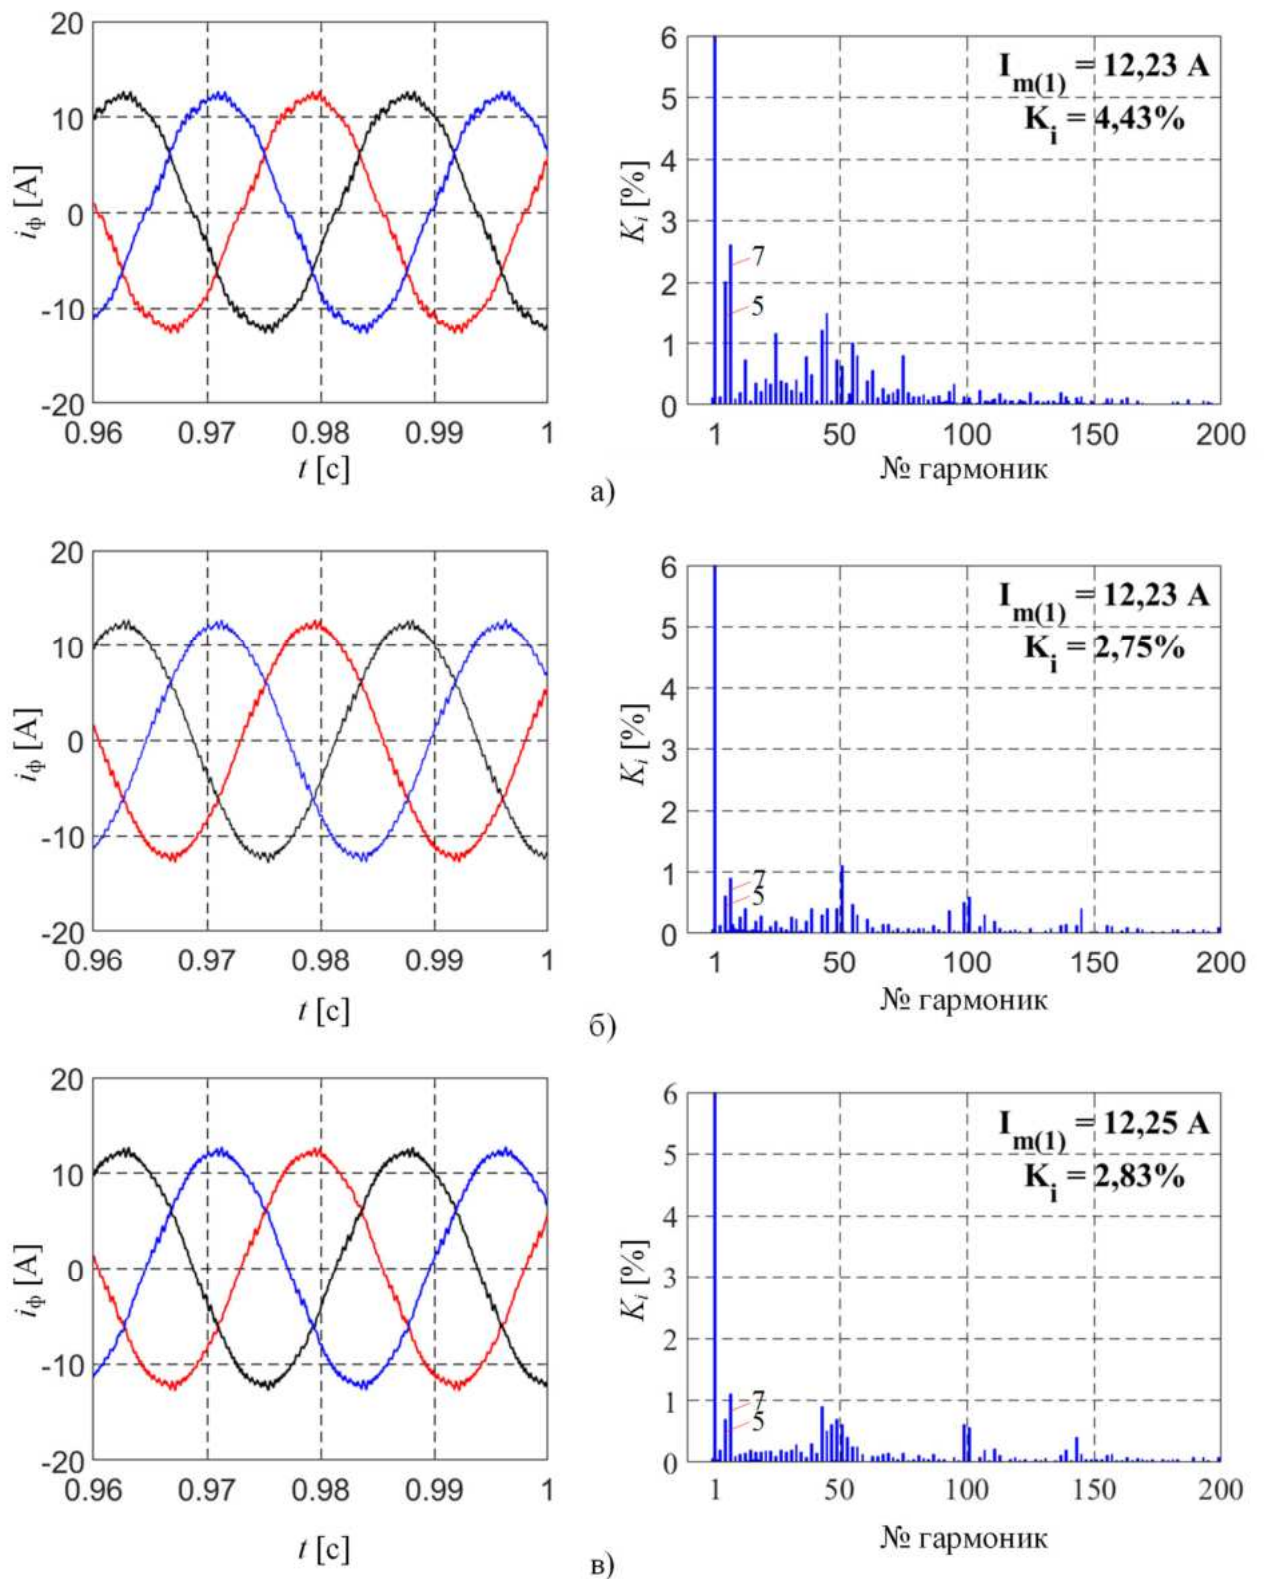 20
10
0
-10
-20
i_ф [A]
0.96 0.97 0.98 0.99 1
t [c]
6
5
4
3
2
1
0
K_i [%]
I_m(1) = 12,23 A
K_i = 4,43%
7
5
1 50 100 150 200
№ гармоник
а)
20
10
0
-10
-20
i_ф [A]
0.96 0.97 0.98 0.99 1
t [c]
6
5
4
3
2
1
0
K_i [%]
I_m(1) = 12,23 A
K_i = 2,75%
7
5
1 50 100 150 200
№ гармоник
б)
20
10
0
-10
-20
i_ф [A]
0.96 0.97 0.98 0.99 1
t [c]
6
5
4
3
2
1
0
K_i [%]
I_m(1) = 12,25 A
K_i = 2,83%
7
5
1 50 100 150 200
№ гармоник
в)